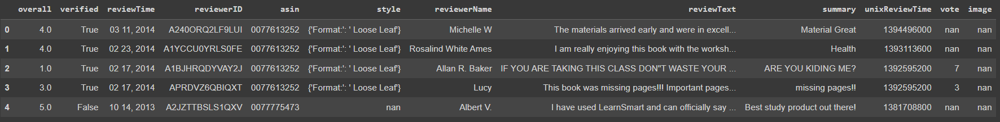 overall verified reviewTime reviewerID asin style reviewerName reviewText summary unixReviewTime vote image
0 4.0 True 03 11, 2014 A240ORQ2LF9LUI 0077613252 {'Format:': ' Loose Leaf'} Michelle W The materials arrived early and were in excell... Material Great 1394496000 nan nan
1 4.0 True 02 23, 2014 A1YCCU0YRLS0FE 0077613252 {'Format:': ' Loose Leaf'} Rosalind White Ames I am really enjoying this book with the worksh... Health 1393113600 nan nan
2 1.0 True 02 17, 2014 A1BJHRQDYVAY2J 0077613252 {'Format:': ' Loose Leaf'} Allan R. Baker IF YOU ARE TAKING THIS CLASS DON"T WASTE YOUR ... ARE YOU KIDING ME? 1392595200 7 nan
3 3.0 True 02 17, 2014 APRDVZ6QBIQXT 0077613252 {'Format:': ' Loose Leaf'} Lucy This book was missing pages!!! Important pages... missing pages!! 1392595200 3 nan
4 5.0 False 10 14, 2013 A2JZTTBSLS1QXV 0077775473 nan Albert V. I have used LearnSmart and can officially say ... Best study product out there! 1381708800 nan nan